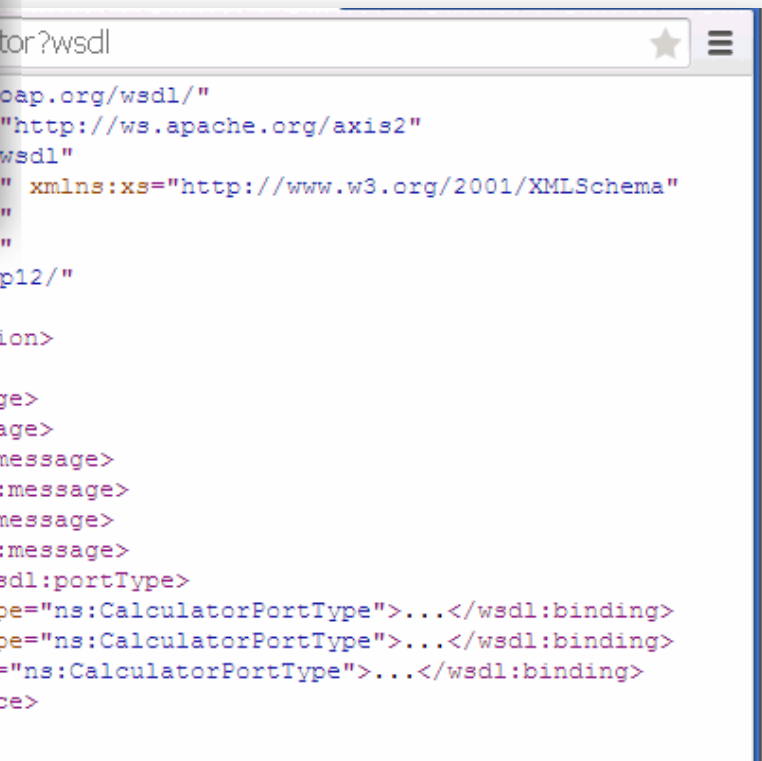 tor?wsdl
oap.org/wsdl/"
"http://ws.apache.org/axis2"
wsdl"
" xmlns:xs="http://www.w3.org/2001/XMLSchema"
"
"
p12/"
ion>
ge>
age>
message>
:message>
message>
:message>
sdl:portType>
pe="ns:CalculatorPortType">...</wsdl:binding>
pe="ns:CalculatorPortType">...</wsdl:binding>
="ns:CalculatorPortType">...</wsdl:binding>
ce>